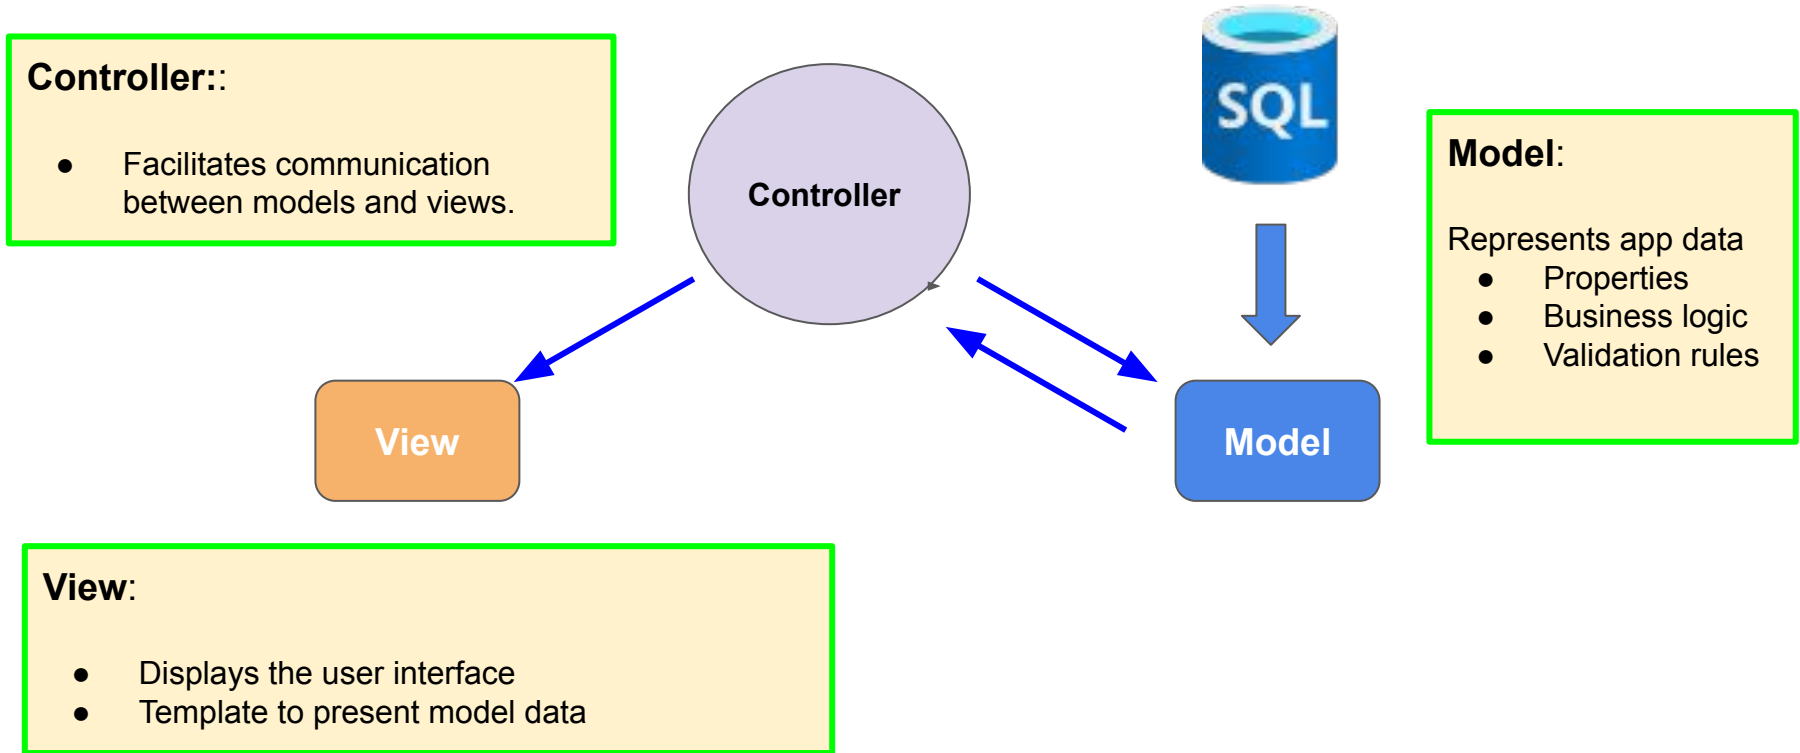 Controller::
● Facilitates communication
between models and views.
Controller
SQL
Model:
Represents app data
● Properties
● Business logic
● Validation rules
View
Model
View:
● Displays the user interface
● Template to present model data